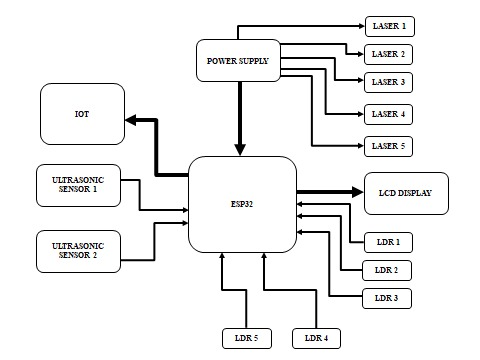 LASER 1
LASER 2
POWER SUPPLY
LASER 3
IOT
LASER 4
LASER 5
ULTRASONIC
SENSOR 1
ESP32
LCD DISPLAY
ULTRASONIC
SENSOR 2
LDR 1
LDR 2
LDR 3
LDR 5
LDR 4